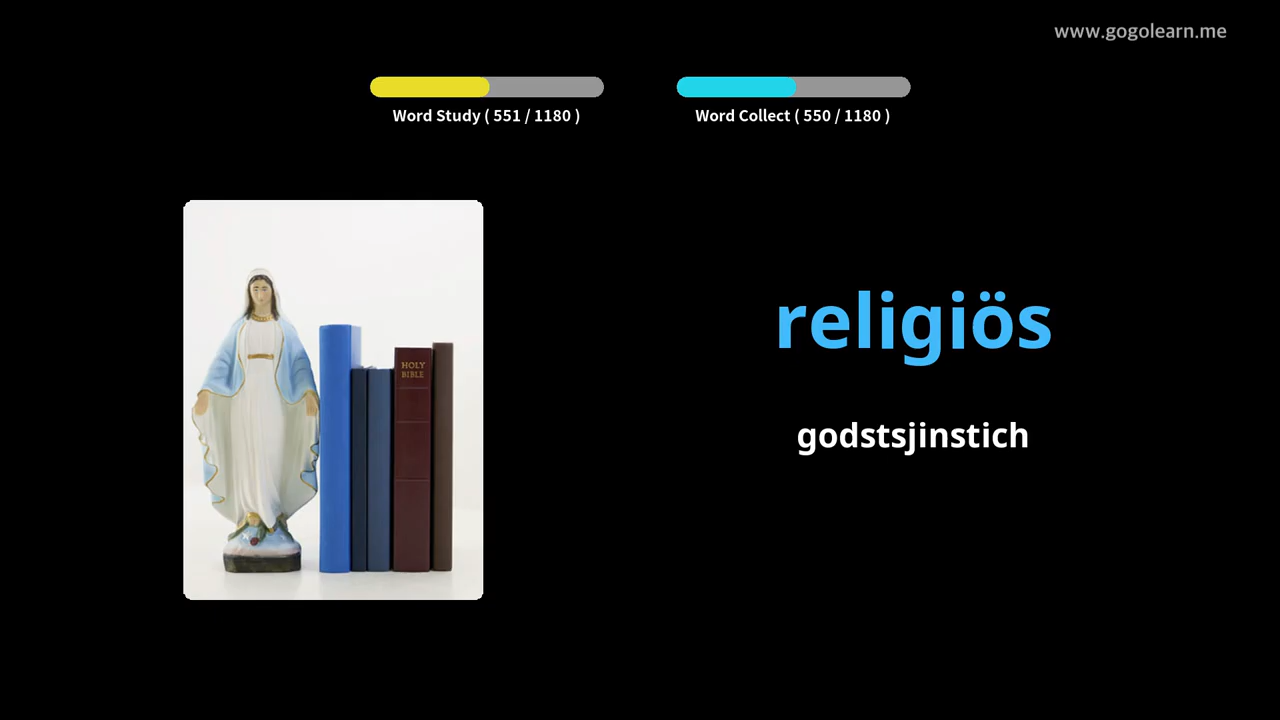 www.gogolearn.me
Word Study ( 551 / 1180 )
Word Collect ( 550 / 1180 )
HOLY
BIBLE
religiös
godstsjinstich